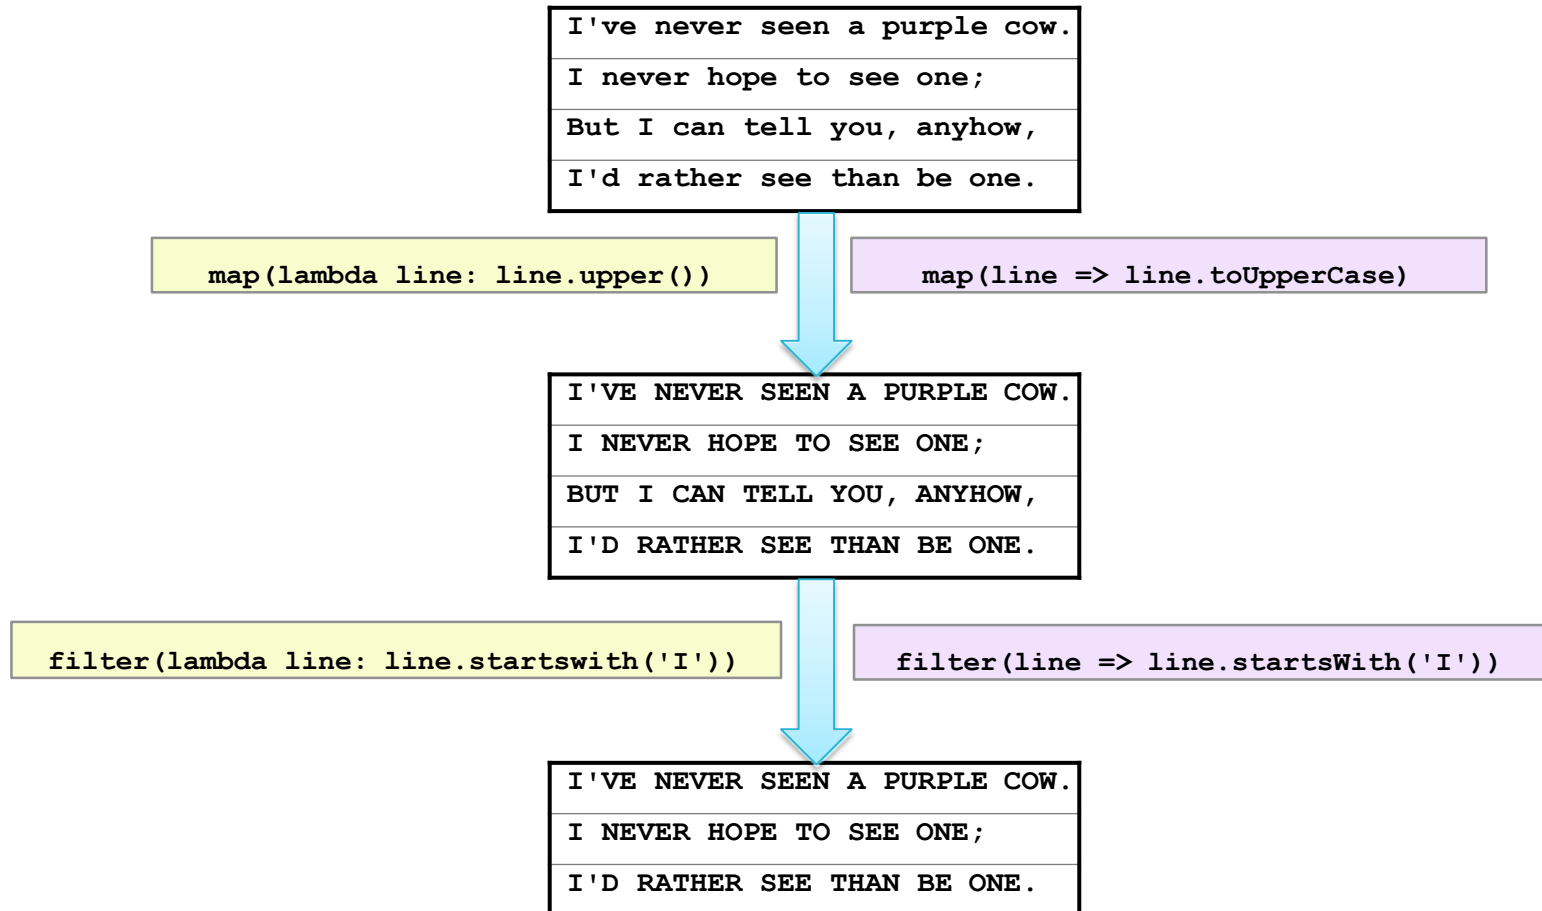 I've never seen a purple cow.
I never hope to see one;
But I can tell you, anyhow,
I'd rather see than be one.
map(lambda line: line.upper())
map(line => line.toUpperCase)
I'VE NEVER SEEN A PURPLE COW.
I NEVER HOPE TO SEE ONE;
BUT I CAN TELL YOU, ANYHOW,
I'D RATHER SEE THAN BE ONE.
filter(lambda line: line.startswith('I'))
filter(line => line.startsWith('I'))
I'VE NEVER SEEN A PURPLE COW.
I NEVER HOPE TO SEE ONE;
I'D RATHER SEE THAN BE ONE.